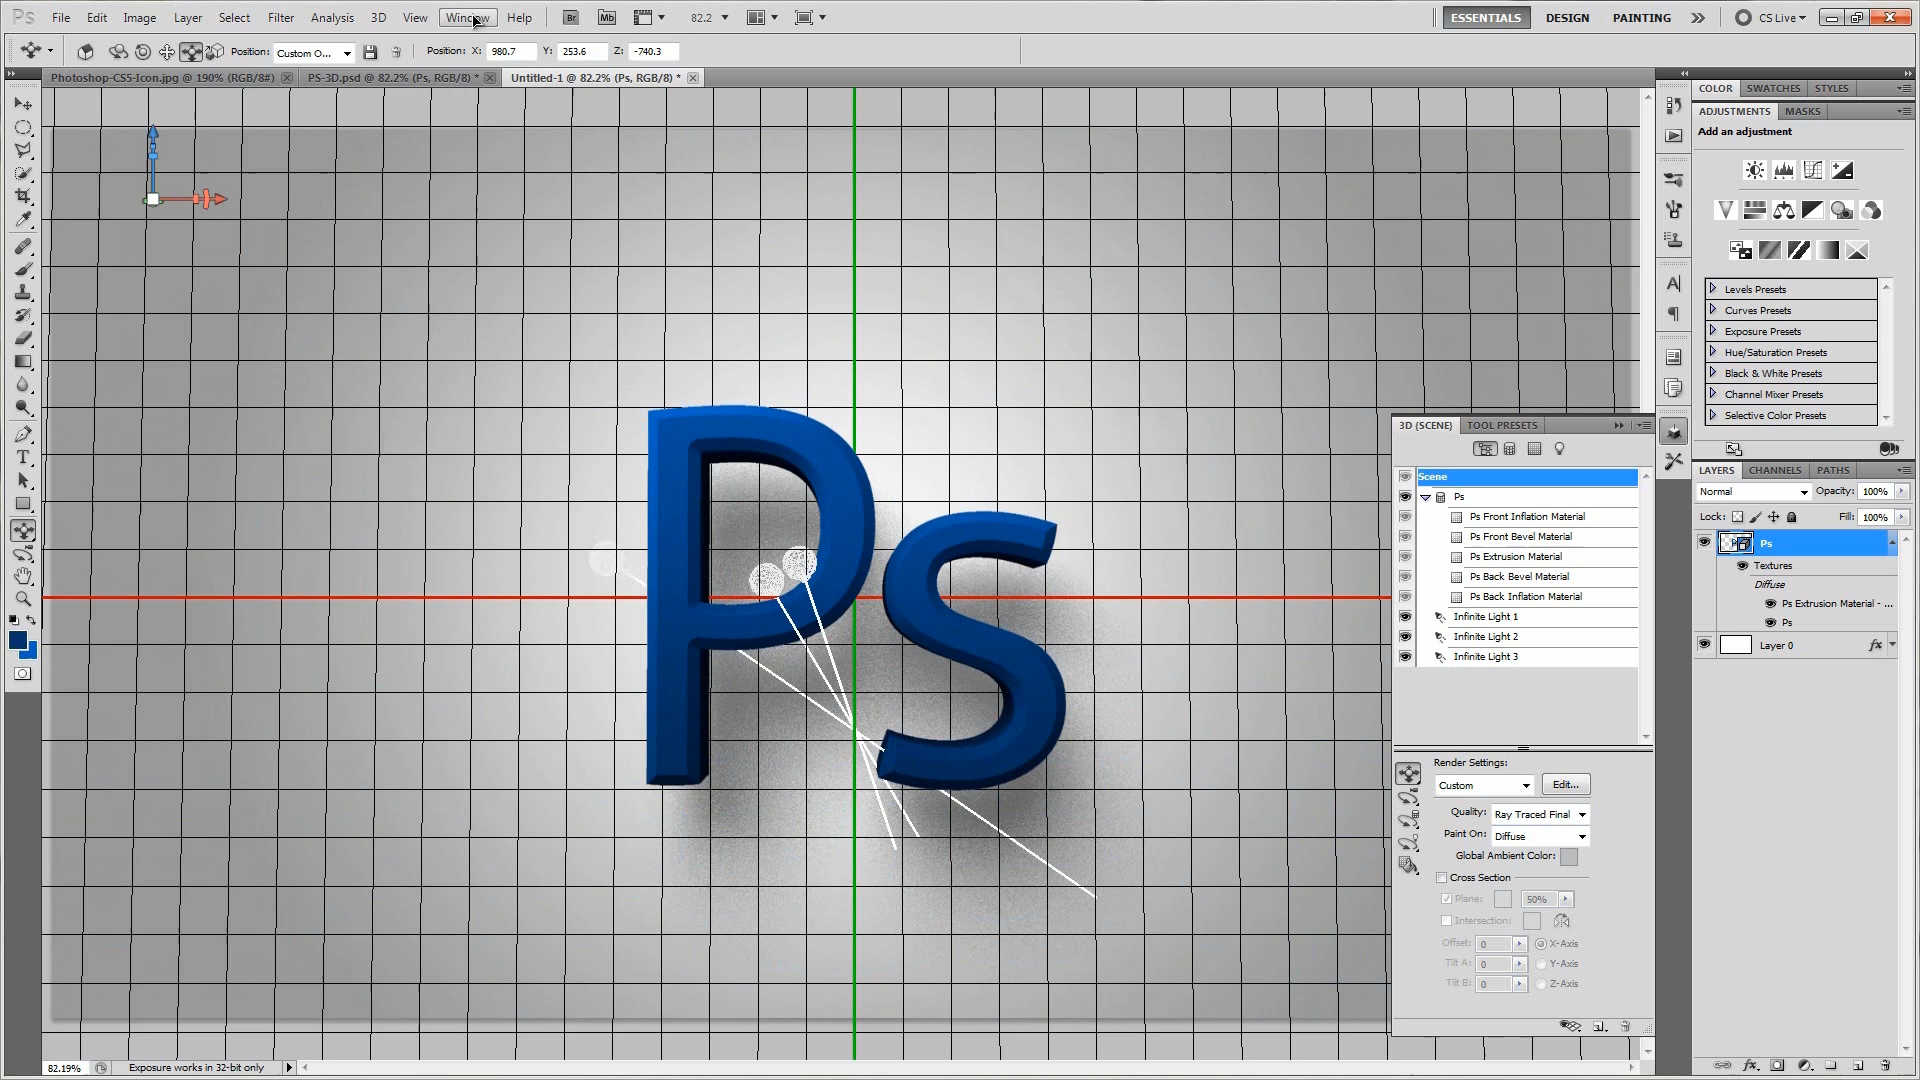 Ps File Edit Image Layer Select Filter Analysis 3D View Window Help Br Mb 82.2 ESSENTIALS DESIGN PAINTING CS Live
Position: Custom O... Position: X: 980.7 Y: 253.6 Z: -740.3
Photoshop-CS5-Icon.jpg @ 190% (RGB/8#) PS-3D.psd @ 82.2% (Ps, RGB/8) * Untitled-1 @ 82.2% (Ps, RGB/8) *
COLOR SWATCHES STYLES
ADJUSTMENTS MASKS
Add an adjustment
Levels Presets
Curves Presets
Exposure Presets
Hue/Saturation Presets
Black & White Presets
Channel Mixer Presets
Selective Color Presets
Ps
3D {SCENE} TOOL PRESETS
Scene
Ps
Ps Front Inflation Material
Ps Front Bevel Material
Ps Extrusion Material
Ps Back Bevel Material
Ps Back Inflation Material
Infinite Light 1
Infinite Light 2
Infinite Light 3
Render Settings:
Custom Edit...
Quality: Ray Traced Final
Paint On: Diffuse
Global Ambient Color:
Cross Section
Plane: 50%
Intersection:
Offset: 0 X-Axis
Tilt A: 0 Y-Axis
Tilt B: 0 Z-Axis
LAYERS CHANNELS PATHS
Normal Opacity: 100%
Lock: Fill: 100%
Ps
Textures
Diffuse
Ps Extrusion Material - ...
Ps
Layer 0 fx
82.19% Exposure works in 32-bit only